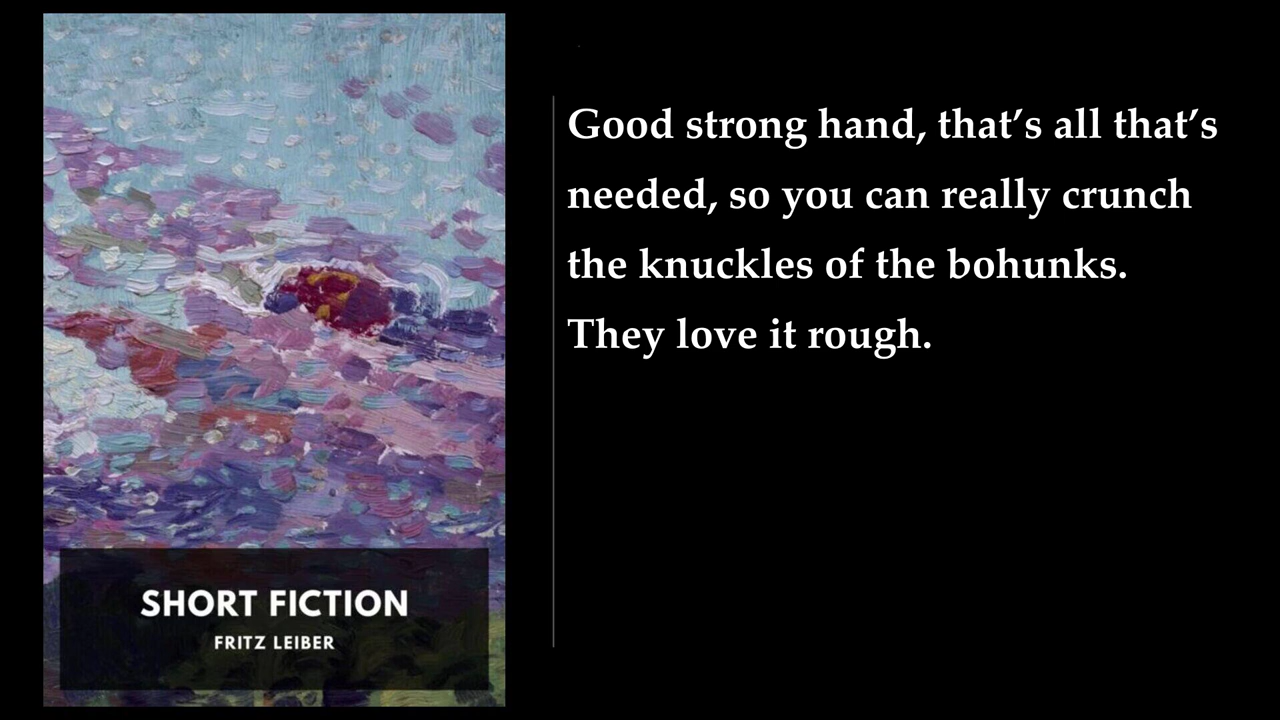 Good strong hand, that’s all that’s
needed, so you can really crunch
the knuckles of the bohunks.
They love it rough.
SHORT FICTION
FRITZ LEIBER